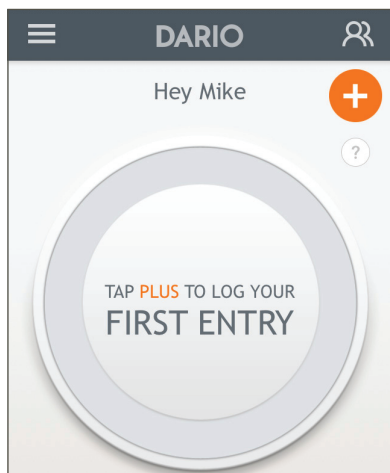 DARIO
Hey Mike
?
TAP PLUS TO LOG YOUR
FIRST ENTRY